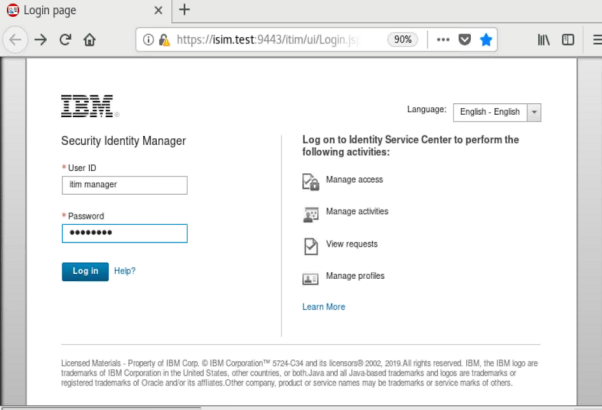 Login page
https://isim.test:9443/itim/ui/Login.js
90%
IBM
Language: English - English
Security Identity Manager
Log on to Identity Service Center to perform the
following activities:
* User ID
itim manager
Manage access
* Password
Manage activities
View requests
Log in Help?
Manage profiles
Learn More
Licensed Materials - Property of IBM Corp. © IBM Corporation™ 5724-C34 and its licensors® 2002, 2019.All rights reserved. IBM, the IBM logo are
trademarks of IBM Corporation in the United States, other countries, or both.Java and all Java-based trademarks and logos are trademarks or
registered trademarks of Oracle and/or its affliates.Other company, product or service names may be trademarks or service marks of others.